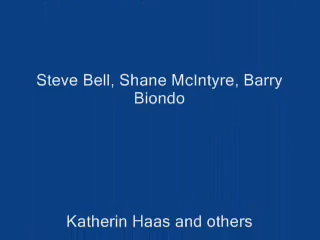 Steve Bell, Shane McIntyre, Barry
Biondo
Katherin Haas and others